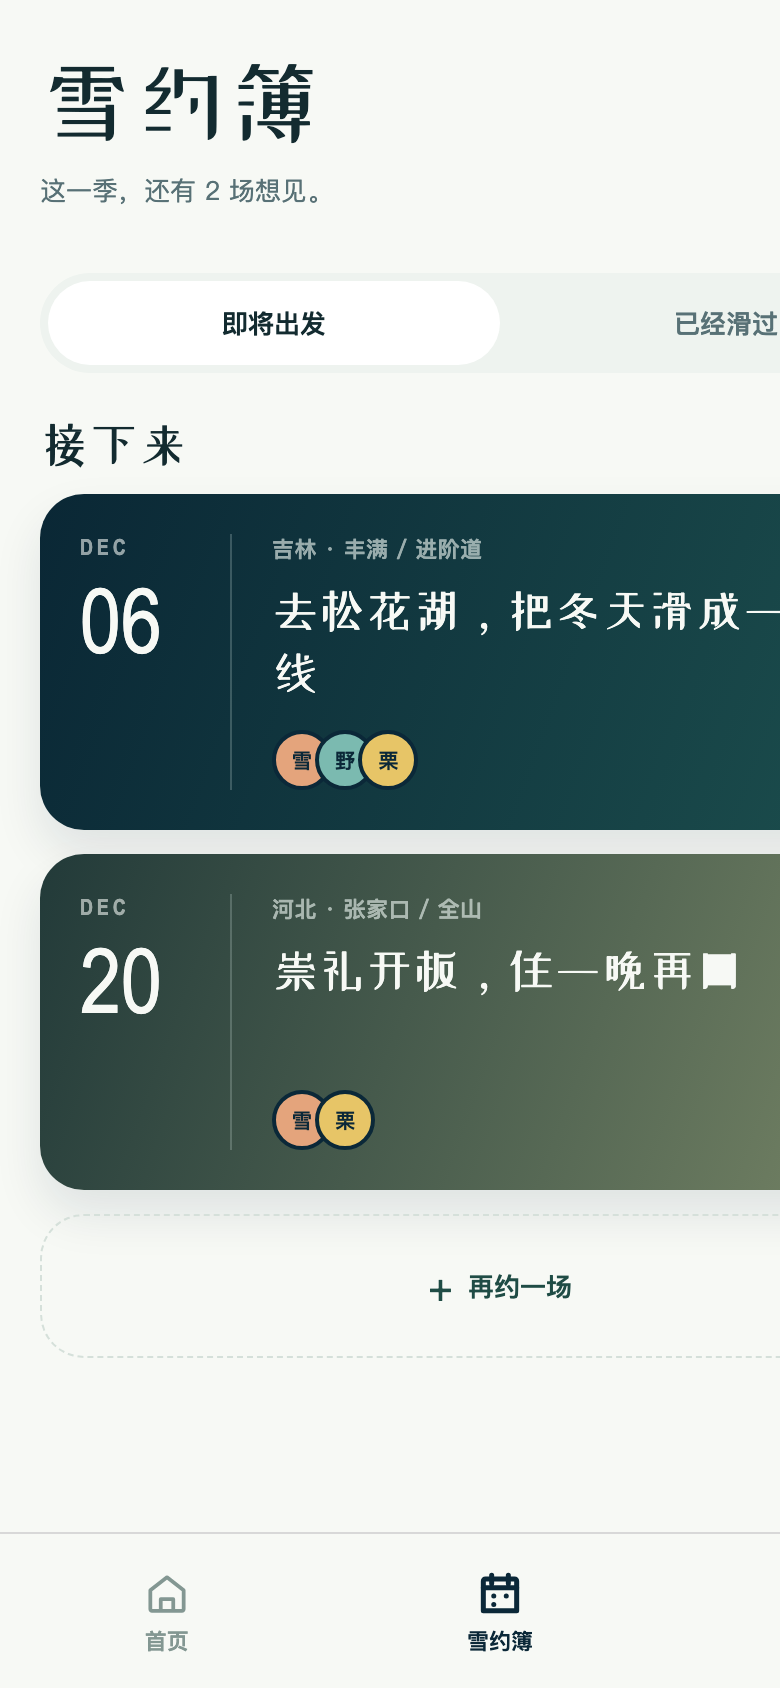 雪约簿
这一季，还有 2 场想见。
即将出发
已经滑过
接下来
DEC
06
吉林 · 丰满 / 进阶道
去松花湖，把冬天滑成一
线
雪
野
栗
DEC
20
河北 · 张家口 / 全山
崇礼开板，住一晚再
雪
栗
+ 再约一场
首页
雪约簿